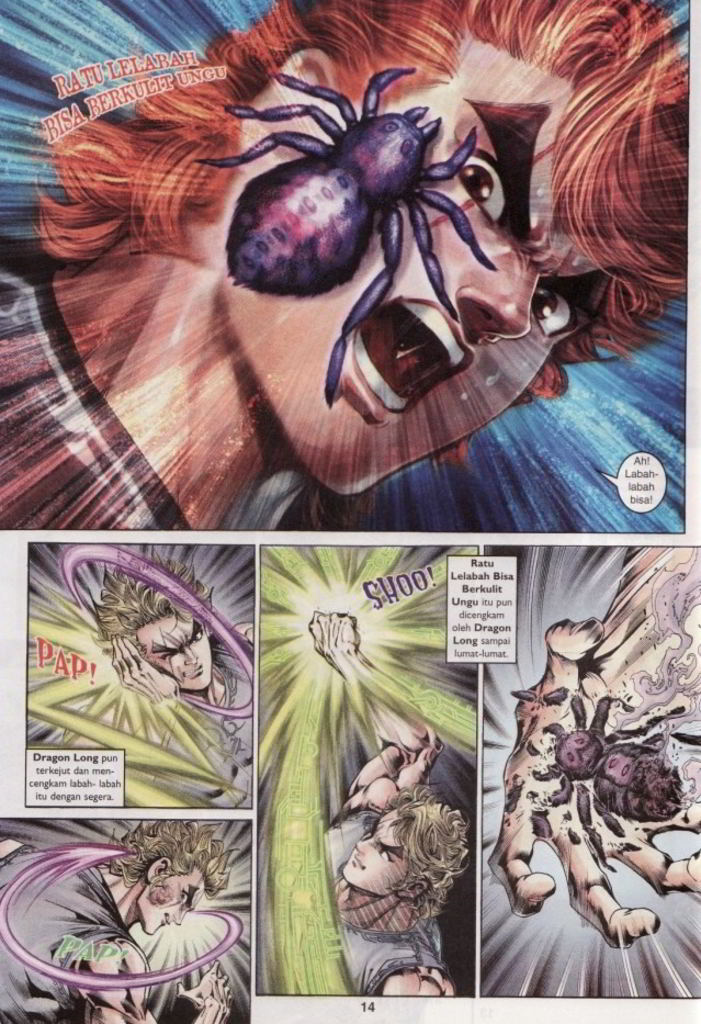 RATU LELABAH
BISA BERKULIT UNGU
Ah!
Labah-
labah
bisa!
PAP!
Dragon Long pun
terkejut dan men-
cengkam labah- labah
itu dengan segera.
PAP!
SHOO!
Ratu
Lelabah Bisa
Berkulit
Ungu itu pun
dicengkam
oleh Dragon
Long sampai
lumat-lumat.
14